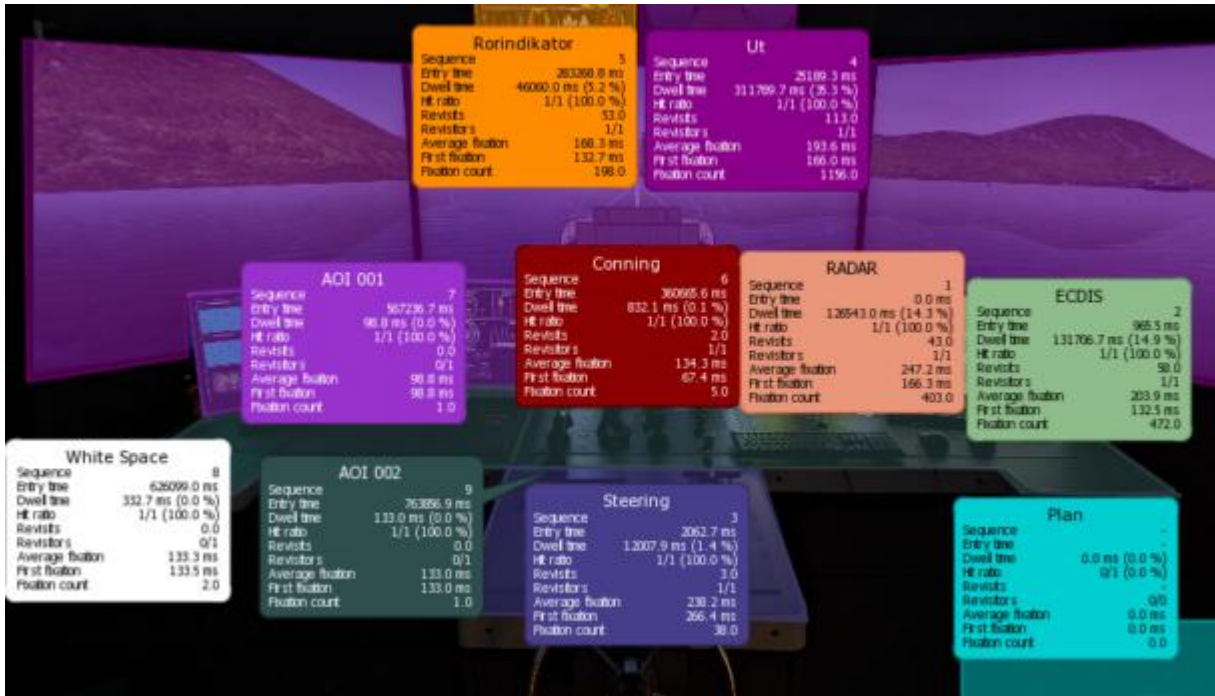 Rorindikator
Sequence 5
Entry time 283268.8 ms
Dwell time 46060.0 ms (5.2 %)
Hit ratio 1/1 (100.0 %)
Revisits 53.0
Revisitors 1/1
Average fixation 168.3 ms
First fixation 132.7 ms
Fixation count 198.0
Ut
Sequence 4
Entry time 25189.3 ms
Dwell time 311789.7 ms (35.3 %)
Hit ratio 1/1 (100.0 %)
Revisits 113.0
Revisitors 1/1
Average fixation 193.6 ms
First fixation 166.0 ms
Fixation count 1156.0
AOI 001
Sequence 7
Entry time 567236.7 ms
Dwell time 98.8 ms (0.0 %)
Hit ratio 1/1 (100.0 %)
Revisits 0.0
Revisitors 0/1
Average fixation 98.8 ms
First fixation 98.8 ms
Fixation count 1.0
Conning
Sequence 6
Entry time 360665.6 ms
Dwell time 832.1 ms (0.1 %)
Hit ratio 1/1 (100.0 %)
Revisits 2.0
Revisitors 1/1
Average fixation 134.3 ms
First fixation 67.4 ms
Fixation count 5.0
RADAR
Sequence 1
Entry time 0.0 ms
Dwell time 126543.0 ms (14.3 %)
Hit ratio 1/1 (100.0 %)
Revisits 43.0
Revisitors 1/1
Average fixation 247.2 ms
First fixation 166.3 ms
Fixation count 403.0
ECDIS
Sequence 2
Entry time 965.5 ms
Dwell time 131706.7 ms (14.9 %)
Hit ratio 1/1 (100.0 %)
Revisits 58.0
Revisitors 1/1
Average fixation 203.9 ms
First fixation 132.5 ms
Fixation count 472.0
White Space
Sequence 8
Entry time 626099.0 ms
Dwell time 332.7 ms (0.0 %)
Hit ratio 1/1 (100.0 %)
Revisits 0.0
Revisitors 0/1
Average fixation 133.3 ms
First fixation 133.5 ms
Fixation count 2.0
AOI 002
Sequence 9
Entry time 763856.9 ms
Dwell time 133.0 ms (0.0 %)
Hit ratio 1/1 (100.0 %)
Revisits 0.0
Revisitors 0/1
Average fixation 133.0 ms
First fixation 133.0 ms
Fixation count 1.0
Steering
Sequence 3
Entry time 2062.7 ms
Dwell time 12007.9 ms (1.4 %)
Hit ratio 1/1 (100.0 %)
Revisits 3.0
Revisitors 1/1
Average fixation 238.2 ms
First fixation 266.4 ms
Fixation count 38.0
Plan
Sequence -
Entry time -
Dwell time 0.0 ms (0.0 %)
Hit ratio 0/1 (0.0 %)
Revisits -
Revisitors 0/0
Average fixation 0.0 ms
First fixation 0.0 ms
Fixation count 0.0